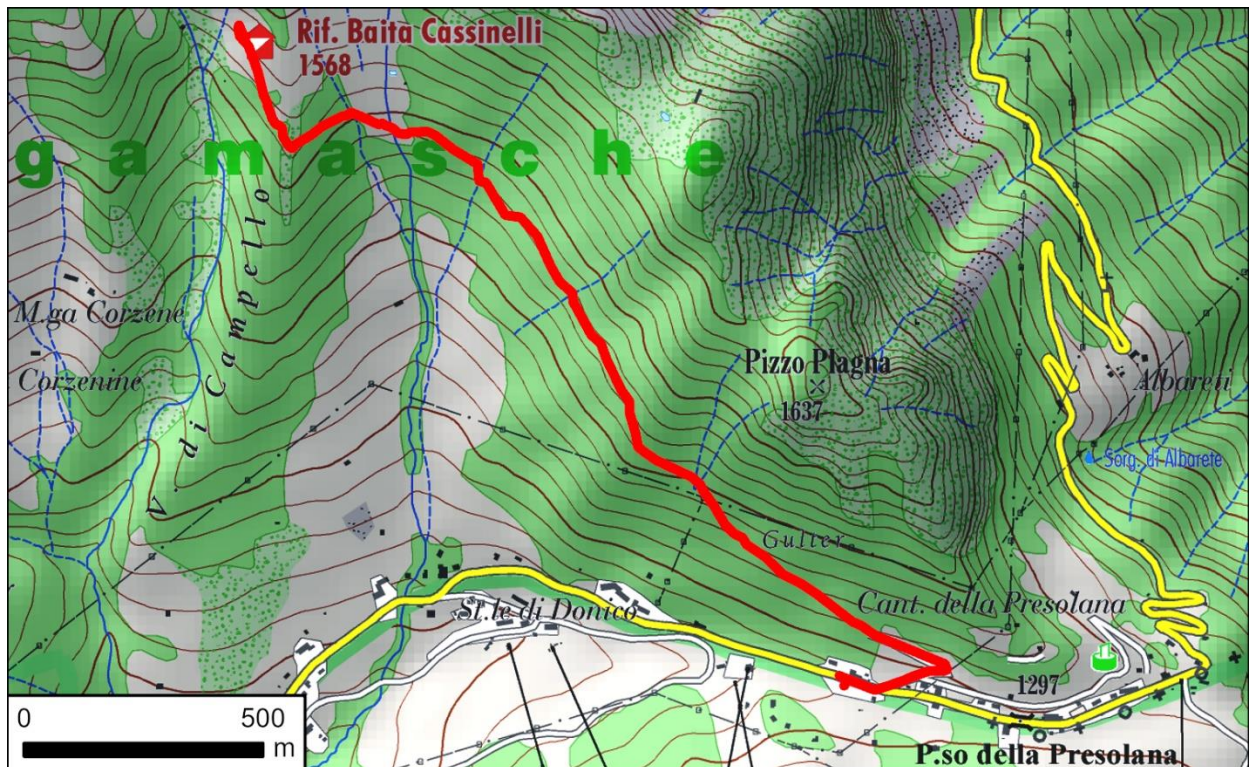 Rif. Baita Cassinelli
1568
gamasche
V. di Campello
M.ga Corzene
Corzenine
Pizzo Plagna
1637
Albareti
Sorg. di Albarete
Gulter
Cant. della Presolana
St.le di Donico
1297
P.so della Presolana
0 500
m